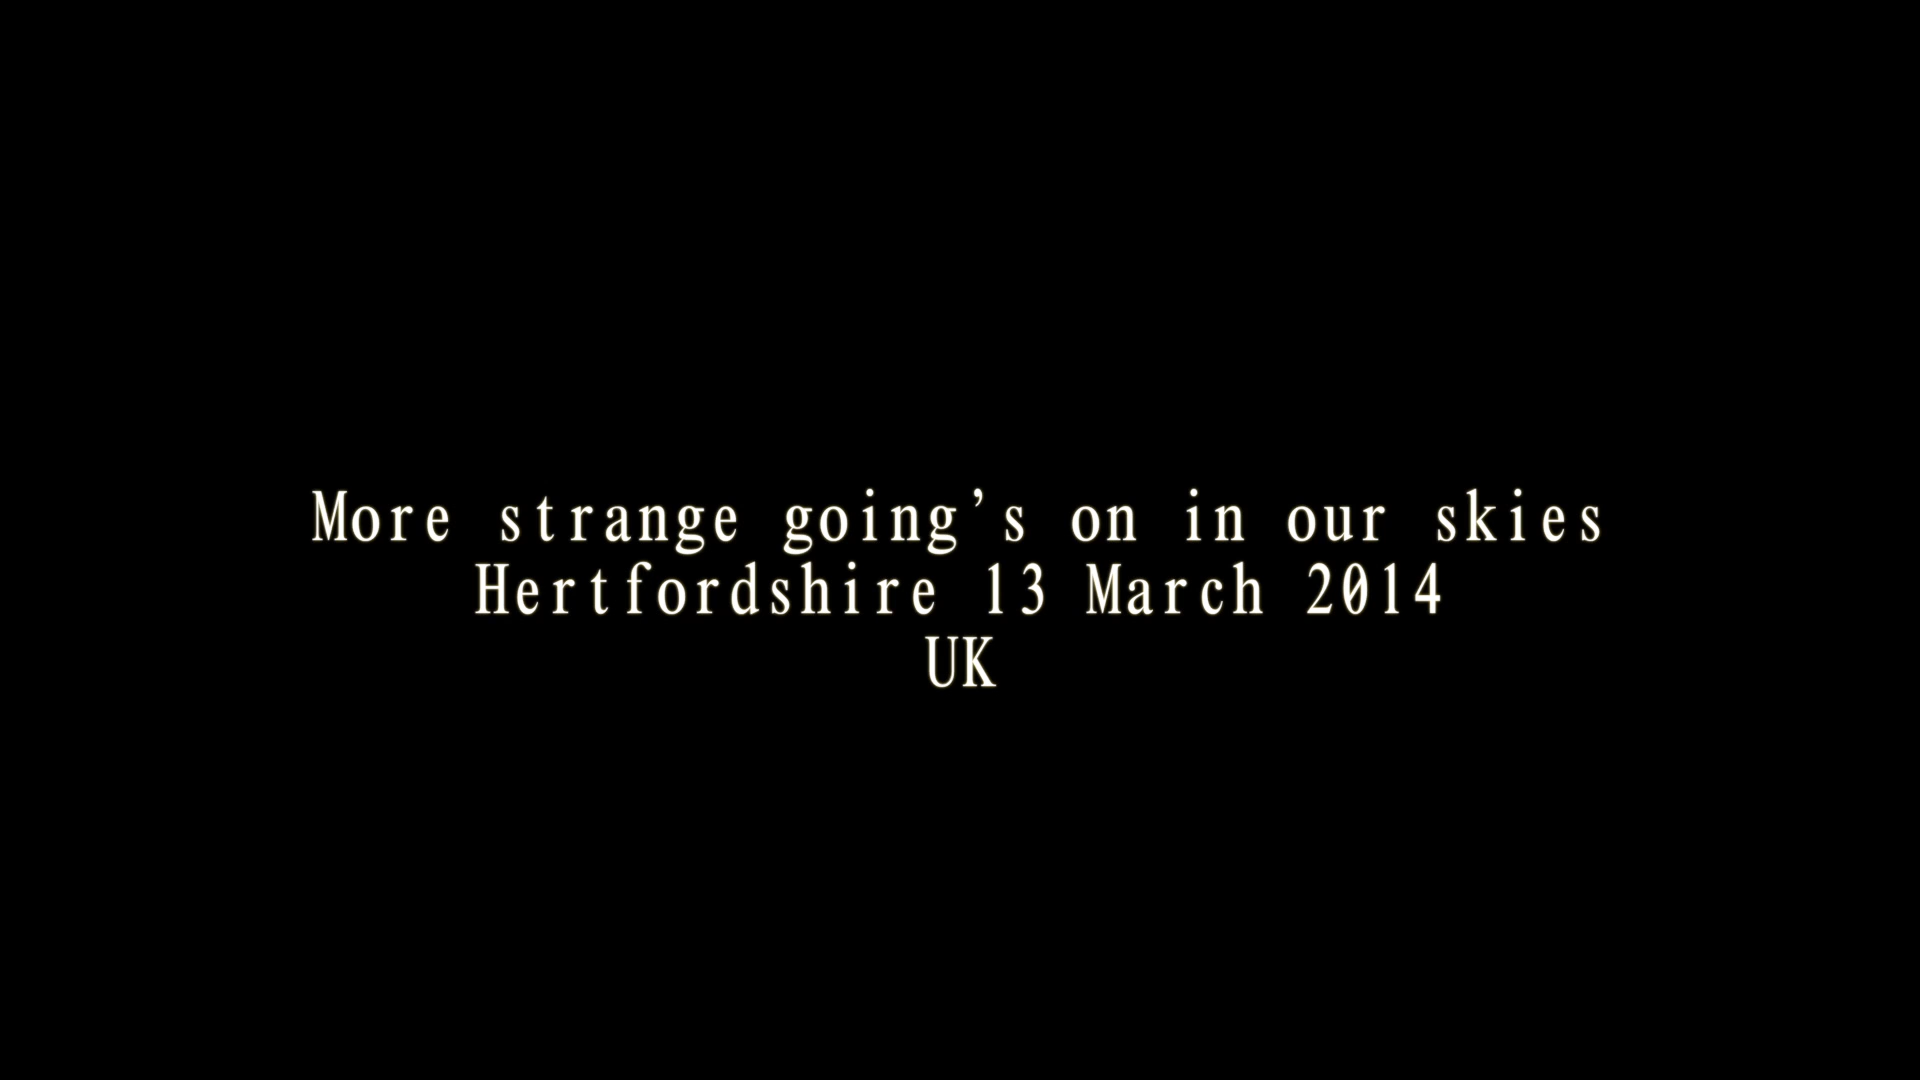 More strange going’s on in our skies
Hertfordshire 13 March 2014
UK